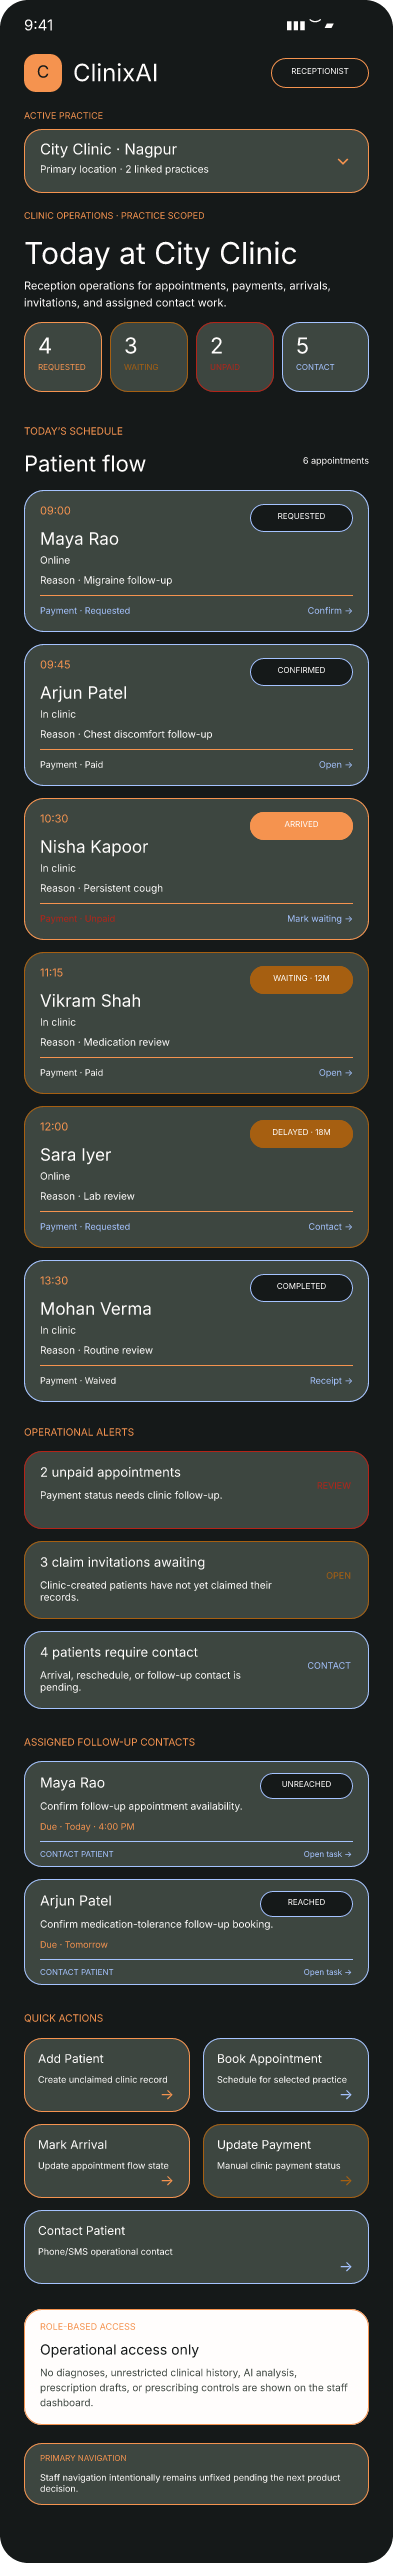 9:41
C ClinixAI
RECEPTIONIST
ACTIVE PRACTICE
City Clinic · Nagpur
Primary location · 2 linked practices
CLINIC OPERATIONS · PRACTICE SCOPED
Today at City Clinic
Reception operations for appointments, payments, arrivals,
invitations, and assigned contact work.
4
REQUESTED
3
WAITING
2
UNPAID
5
CONTACT
TODAY'S SCHEDULE
Patient flow
6 appointments
09:00
REQUESTED
Maya Rao
Online
Reason · Migraine follow-up
Payment · Requested
Confirm →
09:45
CONFIRMED
Arjun Patel
In clinic
Reason · Chest discomfort follow-up
Payment · Paid
Open →
10:30
ARRIVED
Nisha Kapoor
In clinic
Reason · Persistent cough
Payment · Unpaid
Mark waiting →
11:15
WAITING · 12M
Vikram Shah
In clinic
Reason · Medication review
Payment · Paid
Open →
12:00
DELAYED · 18M
Sara Iyer
Online
Reason · Lab review
Payment · Requested
Contact →
13:30
COMPLETED
Mohan Verma
In clinic
Reason · Routine review
Payment · Waived
Receipt →
OPERATIONAL ALERTS
2 unpaid appointments
Payment status needs clinic follow-up.
REVIEW
3 claim invitations awaiting
Clinic-created patients have not yet claimed their
records.
OPEN
4 patients require contact
Arrival, reschedule, or follow-up contact is
pending.
CONTACT
ASSIGNED FOLLOW-UP CONTACTS
Maya Rao
UNREACHED
Confirm follow-up appointment availability.
Due · Today · 4:00 PM
CONTACT PATIENT
Open task →
Arjun Patel
REACHED
Confirm medication-tolerance follow-up booking.
Due · Tomorrow
CONTACT PATIENT
Open task →
QUICK ACTIONS
Add Patient
Create unclaimed clinic record
→
Book Appointment
Schedule for selected practice
→
Mark Arrival
Update appointment flow state
→
Update Payment
Manual clinic payment status
→
Contact Patient
Phone/SMS operational contact
→
ROLE-BASED ACCESS
Operational access only
No diagnoses, unrestricted clinical history, AI analysis,
prescription drafts, or prescribing controls are shown on the staff
dashboard.
PRIMARY NAVIGATION
Staff navigation intentionally remains unfixed pending the next product
decision.